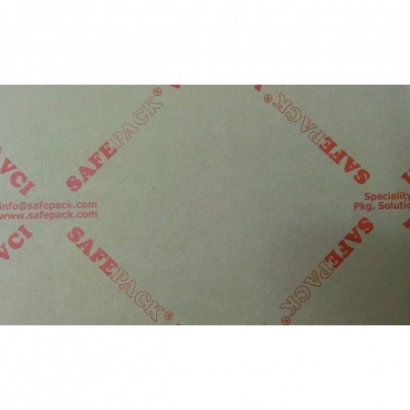 SAFEPACK®
SAFEPACK®
VCI
info@safepack.com
www.safepack.com
Speciality
Pkg. Solutio
VCI
SAFEPACK®
SAFEPACK®